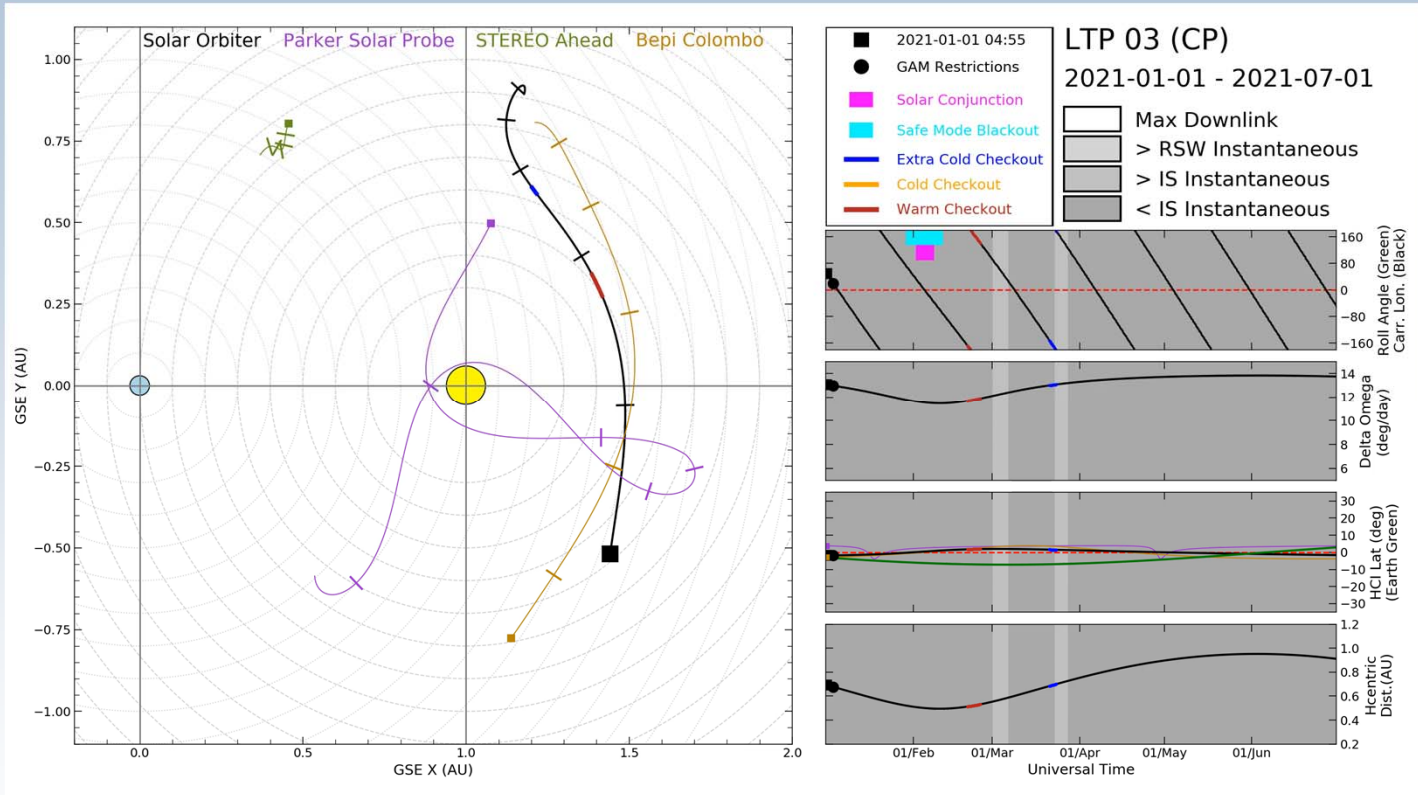 Solar Orbiter Parker Solar Probe STEREO Ahead Bepi Colombo
1.00
0.75
0.50
0.25
0.00
−0.25
−0.50
−0.75
−1.00
GSE Y (AU)
0.0 0.5 1.0 1.5 2.0
GSE X (AU)
2021-01-01 04:55
GAM Restrictions
Solar Conjunction
Safe Mode Blackout
Extra Cold Checkout
Cold Checkout
Warm Checkout
LTP 03 (CP)
2021-01-01 - 2021-07-01
Max Downlink
> RSW Instantaneous
> IS Instantaneous
< IS Instantaneous
160
80
0
−80
−160
Roll Angle (Green)
Carr. Lon. (Black)
14
12
10
8
6
Delta Omega
(deg/day)
30
20
10
0
−10
−20
−30
HCI Lat (deg)
(Earth Green)
1.2
1.0
0.8
0.6
0.4
0.2
Hcentric
Dist.(AU)
01/Feb 01/Mar 01/Apr 01/May 01/Jun
Universal Time